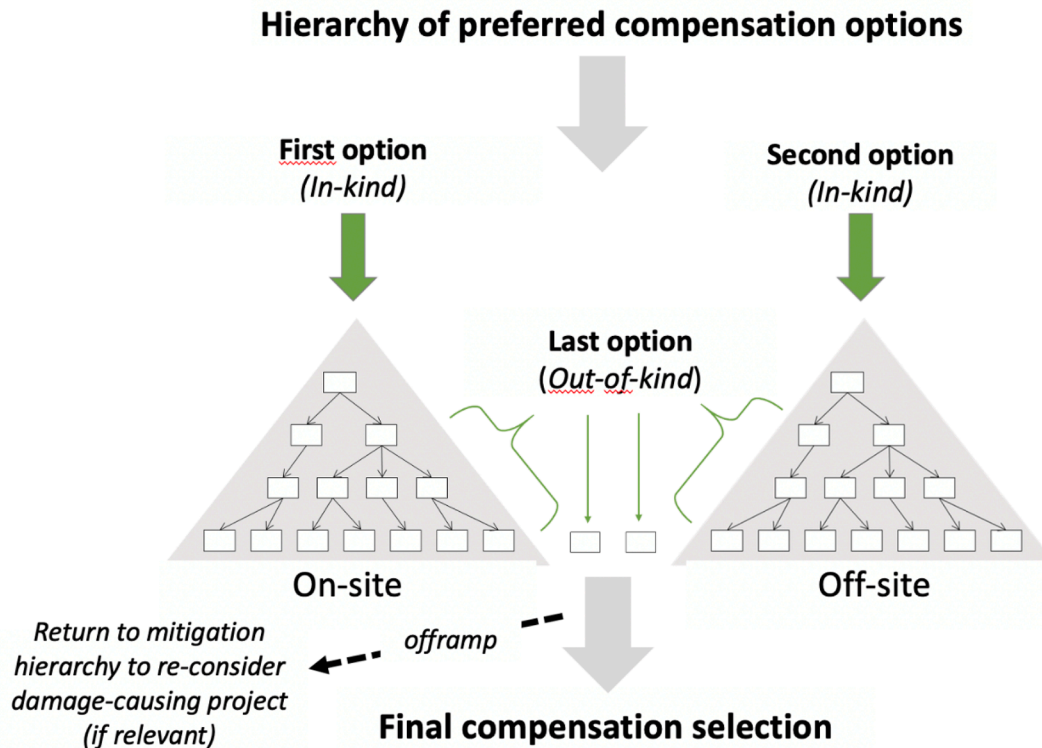 Hierarchy of preferred compensation options
First option
(In-kind)
Second option
(In-kind)
Last option
(Out-of-kind)
On-site
Off-site
offramp
Return to mitigation
hierarchy to re-consider
damage-causing project
(if relevant)
Final compensation selection